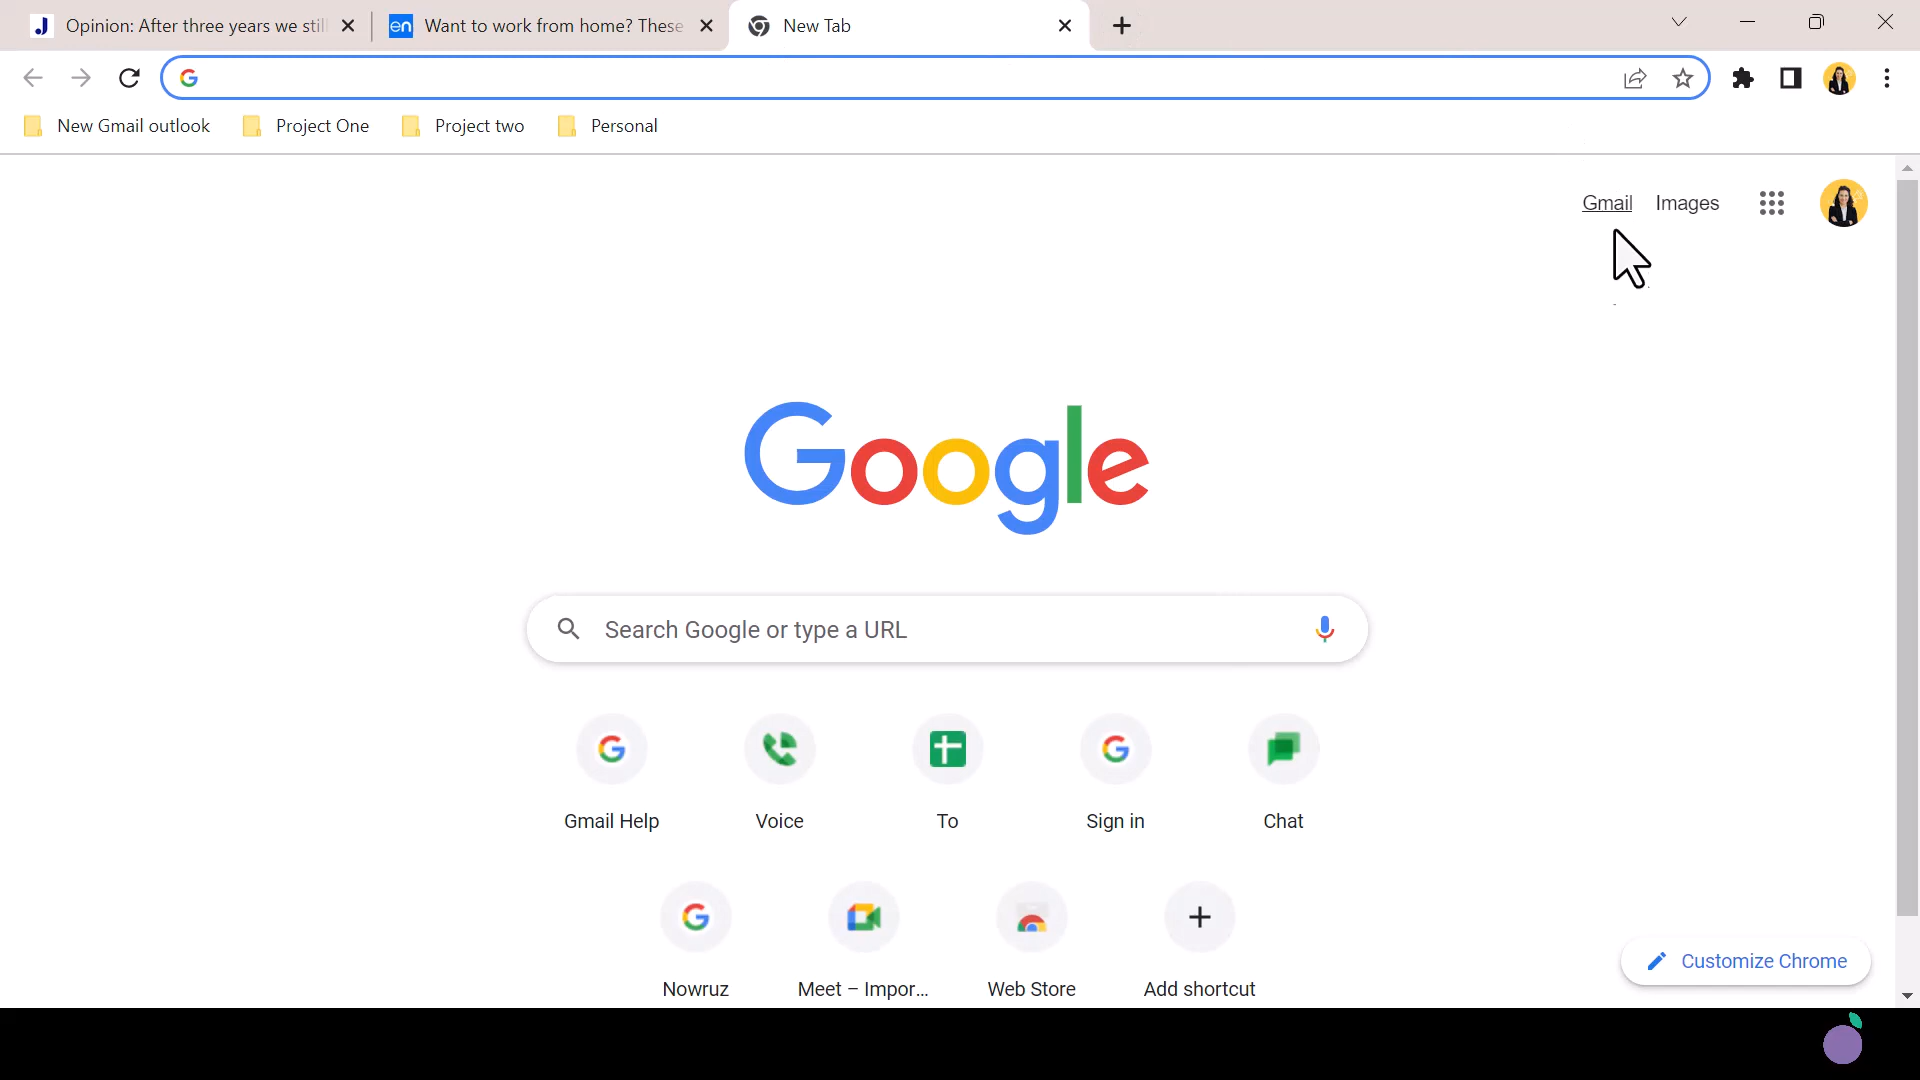 Opinion: After three years we stil
en Want to work from home? These
New Tab
New Gmail outlook
Project One
Project two
Personal
Gmail Images
Google
Search Google or type a URL
Gmail Help
Voice
To
Sign in
Chat
Nowruz
Meet – Impor...
Web Store
Add shortcut
Customize Chrome